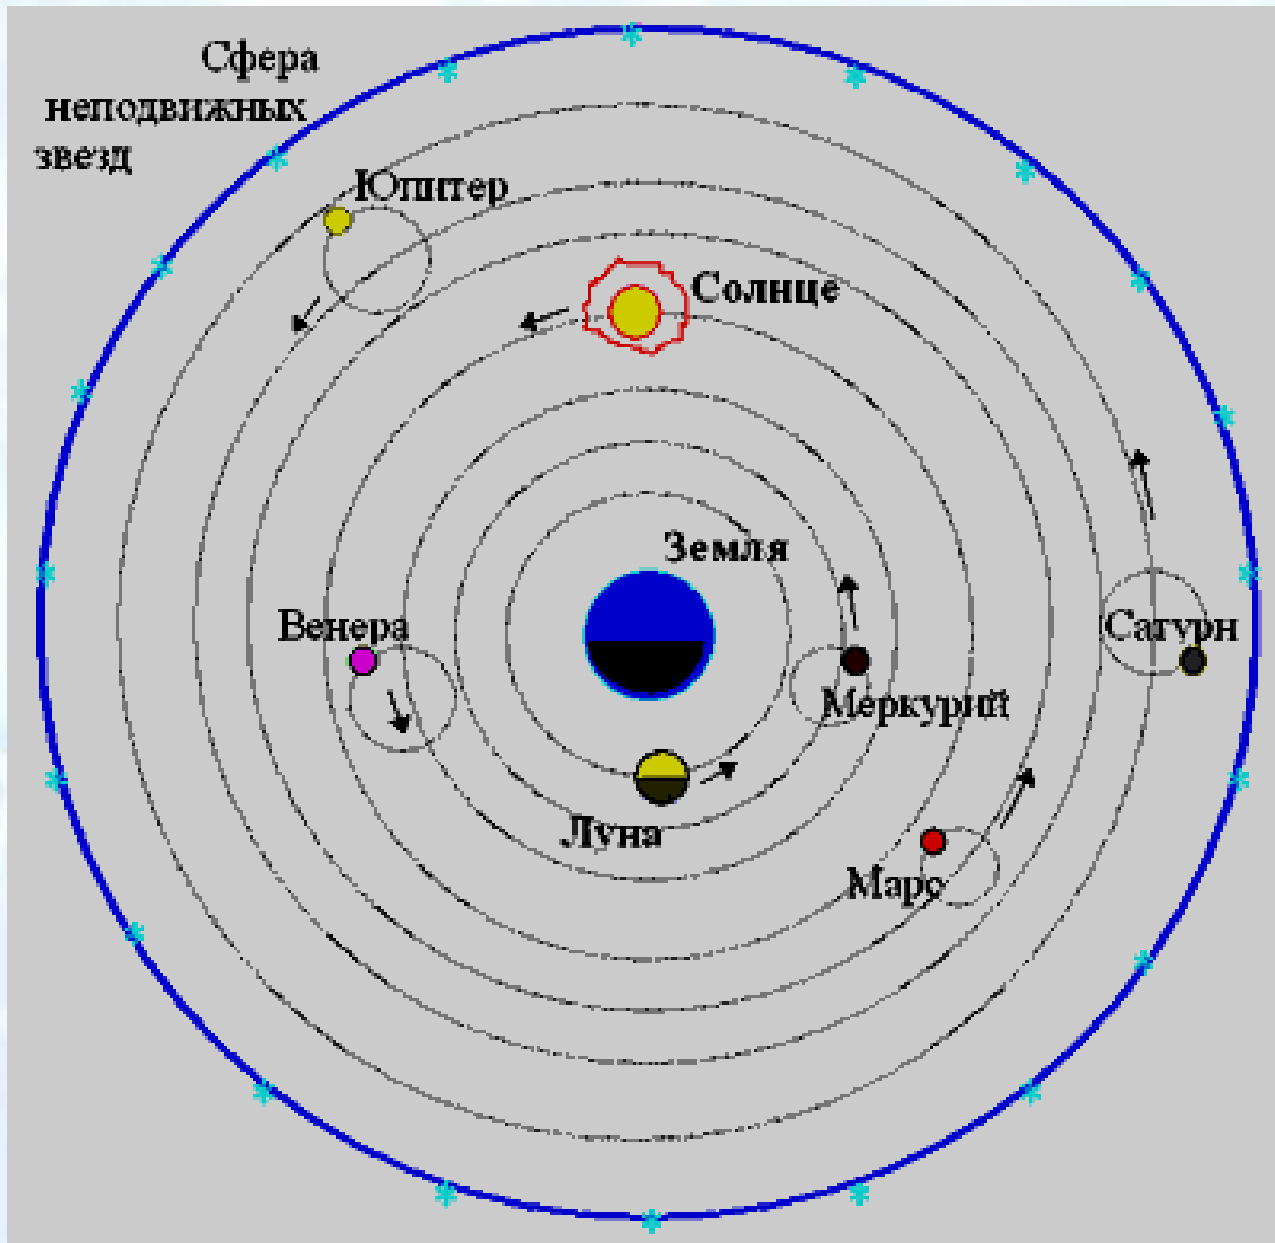 Сфера
неподвижных
звезд
Юпитер
Солнце
Земля
Венера
Сатурн
Меркурий
Луна
Марс